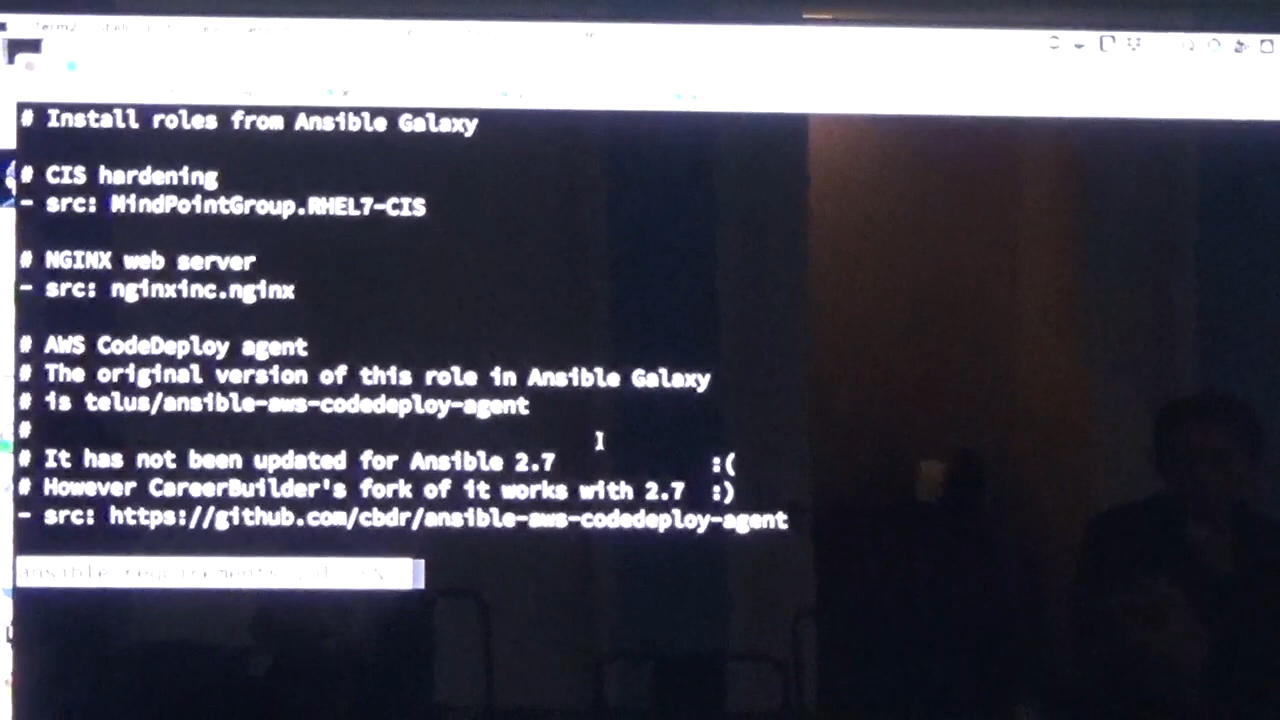 # Install roles from Ansible Galaxy
# CIS hardening
- src: MindPointGroup.RHEL7-CIS
# NGINX web server
- src: nginxinc.nginx
# AWS CodeDeploy agent
# The original version of this role in Ansible Galaxy
# is telus/ansible-aws-codedeploy-agent
#
# It has not been updated for Ansible 2.7 :(
# However CareerBuilder's fork of it works with 2.7 :)
- src: https://github.com/cbdr/ansible-aws-codedeploy-agent
ansible requirements